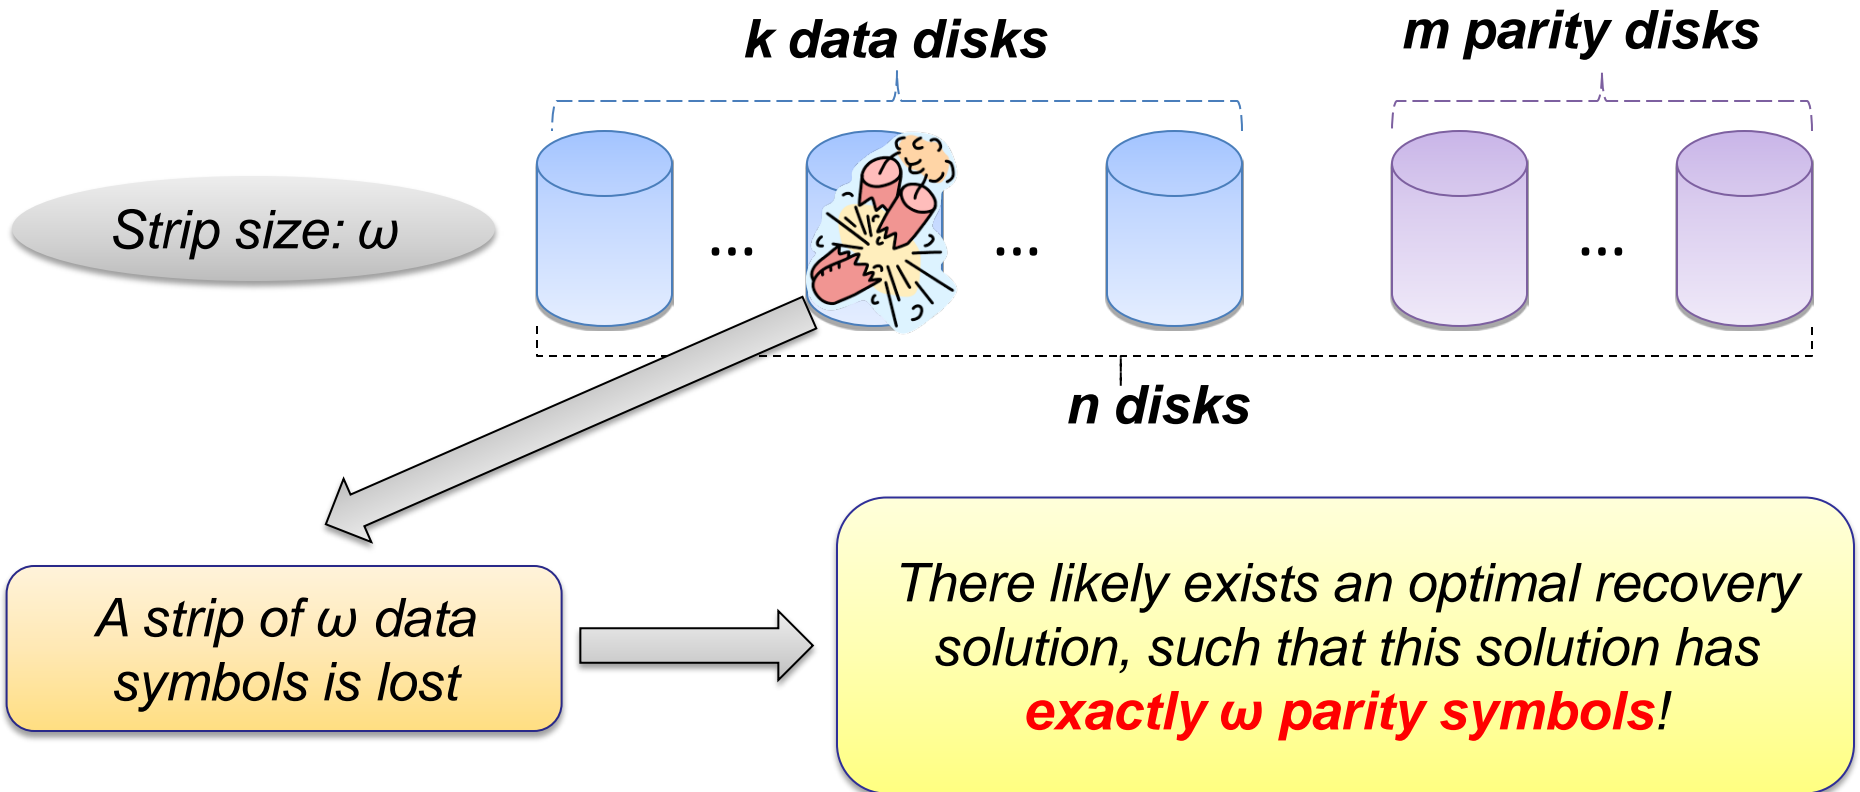 k data disks
m parity disks
Strip size: ω
... ... ...
n disks
A strip of ω data
symbols is lost
There likely exists an optimal recovery
solution, such that this solution has
exactly ω parity symbols!